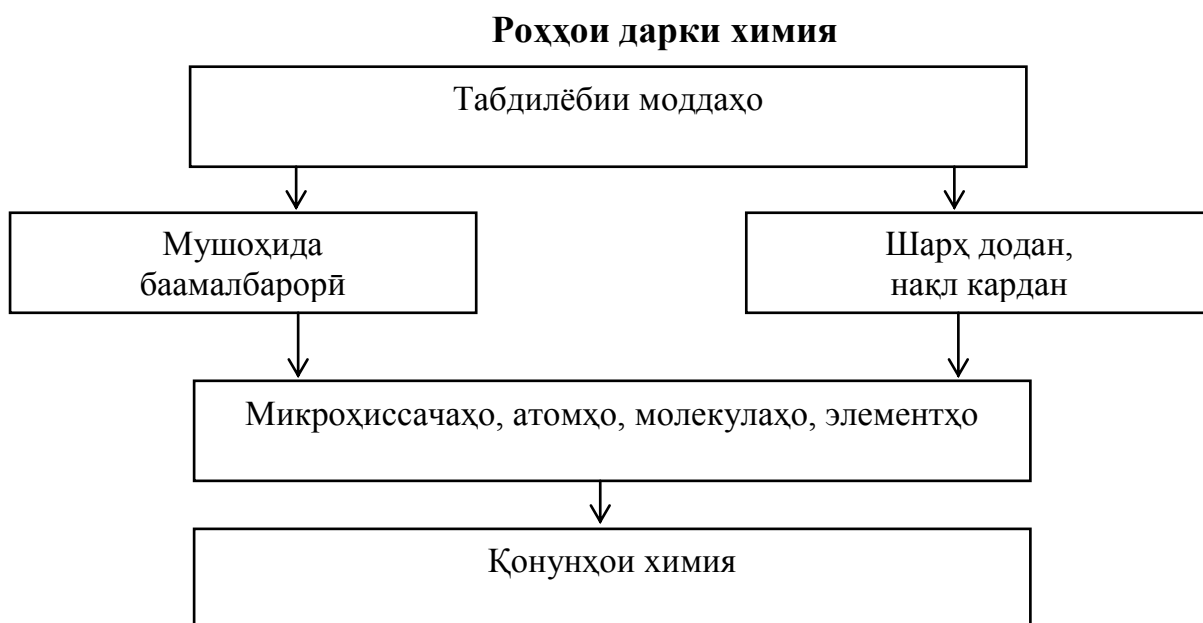 Роҳҳои дарки химия
Табдилёбии моддаҳо
Мушоҳида
баамалбарорӣ
Шарҳ додан,
нақл кардан
Микроҳиссачаҳо, атомҳо, молекулаҳо, элементҳо
Қонунҳои химия